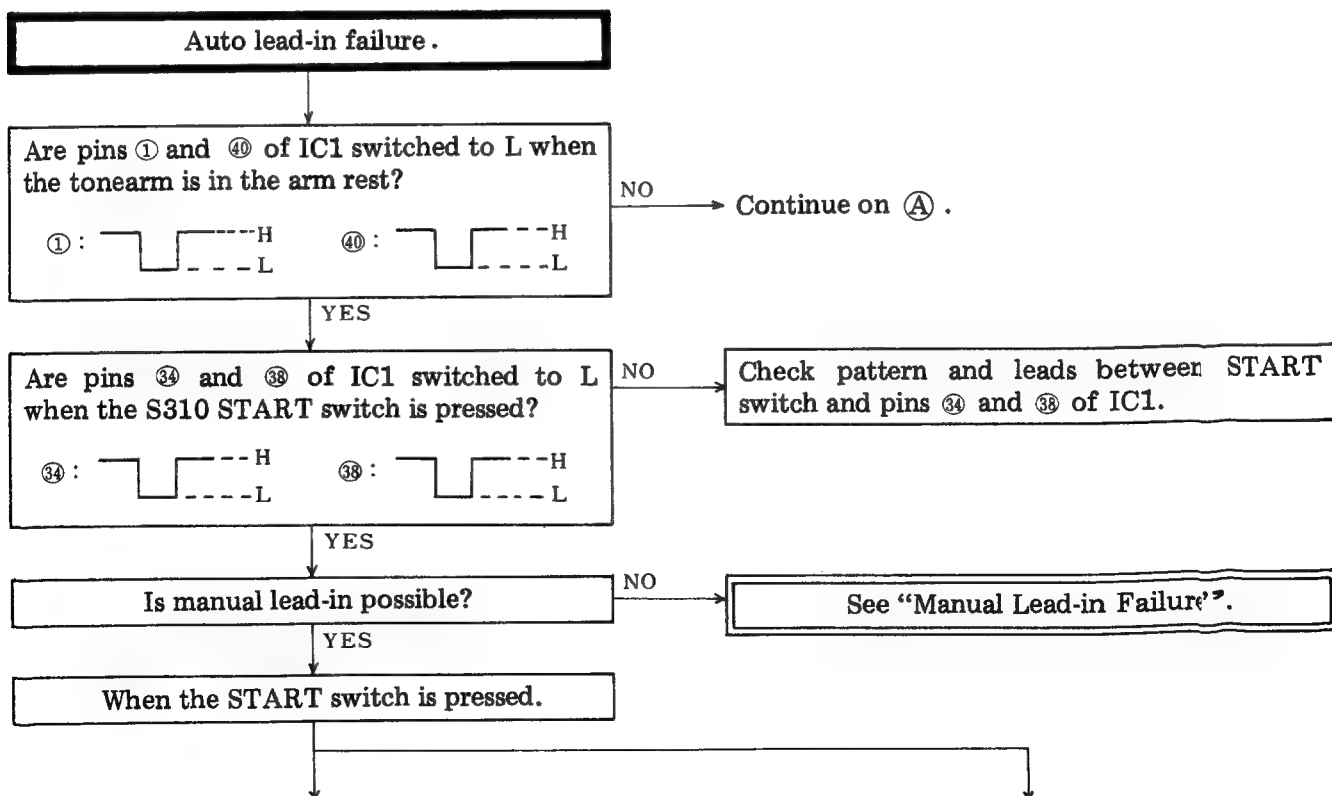 Auto lead-in failure.
Are pins ① and ㊵ of IC1 switched to L when
the tonearm is in the arm rest?
①: H L ㊵: H L
NO
Continue on Ⓐ.
YES
Are pins ㉞ and ㊳ of IC1 switched to L
when the S310 START switch is pressed?
㉞: H L ㊳: H L
NO
Check pattern and leads between START
switch and pins ㉞ and ㊳ of IC1.
YES
Is manual lead-in possible?
NO
See “Manual Lead-in Failure”.
YES
When the START switch is pressed.